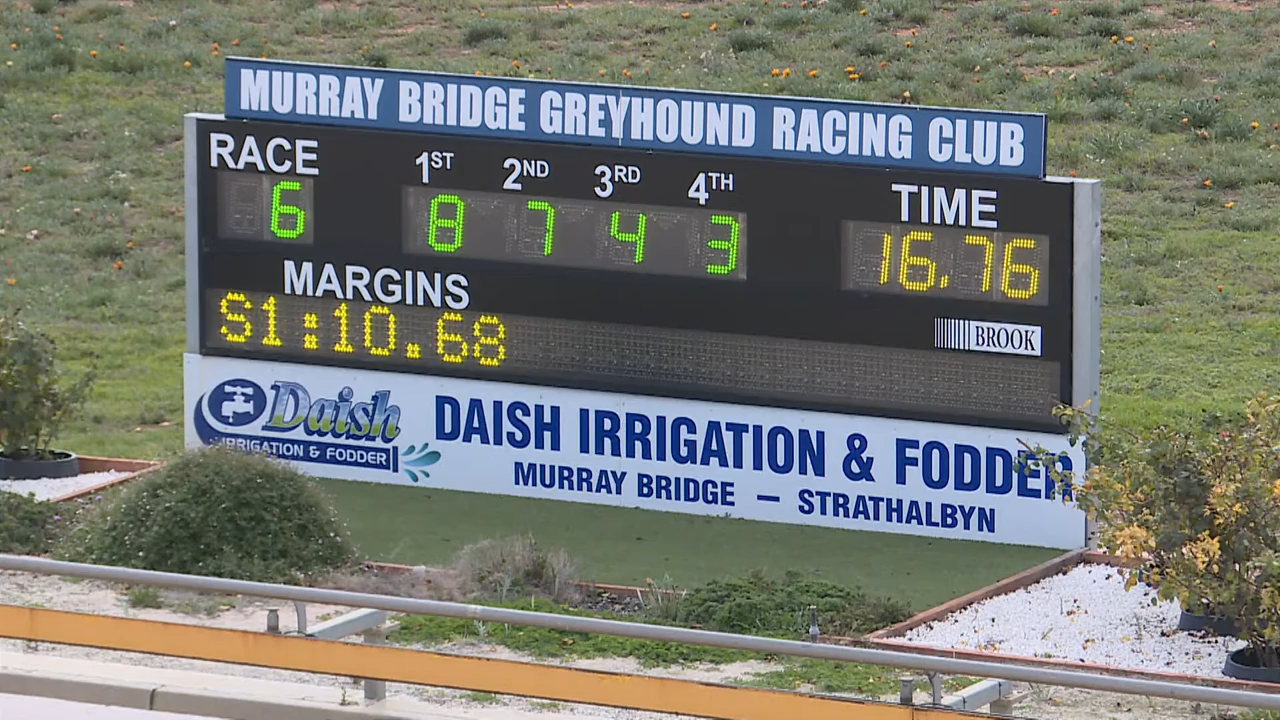 MURRAY BRIDGE GREYHOUND RACING CLUB
RACE 1ST 2ND 3RD 4TH TIME
6 8 7 4 3 16.76
MARGINS
S1:10.68
BROOK
Daish
IRRIGATION & FODDER
DAISH IRRIGATION & FODDER
MURRAY BRIDGE – STRATHALBYN